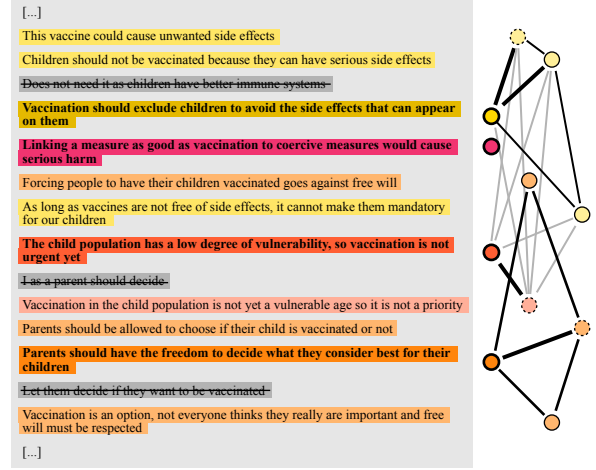 [...]
This vaccine could cause unwanted side effects
Children should not be vaccinated because they can have serious side effects
Does not need it as children have better immune systems
Vaccination should exclude children to avoid the side effects that can appear
on them
Linking a measure as good as vaccination to coercive measures would cause
serious harm
Forcing people to have their children vaccinated goes against free will
As long as vaccines are not free of side effects, it cannot make them mandatory
for our children
The child population has a low degree of vulnerability, so vaccination is not
urgent yet
I as a parent should decide
Vaccination in the child population is not yet a vulnerable age so it is not a priority
Parents should be allowed to choose if their child is vaccinated or not
Parents should have the freedom to decide what they consider best for their
children
Let them decide if they want to be vaccinated
Vaccination is an option, not everyone thinks they really are important and free
will must be respected
[...]